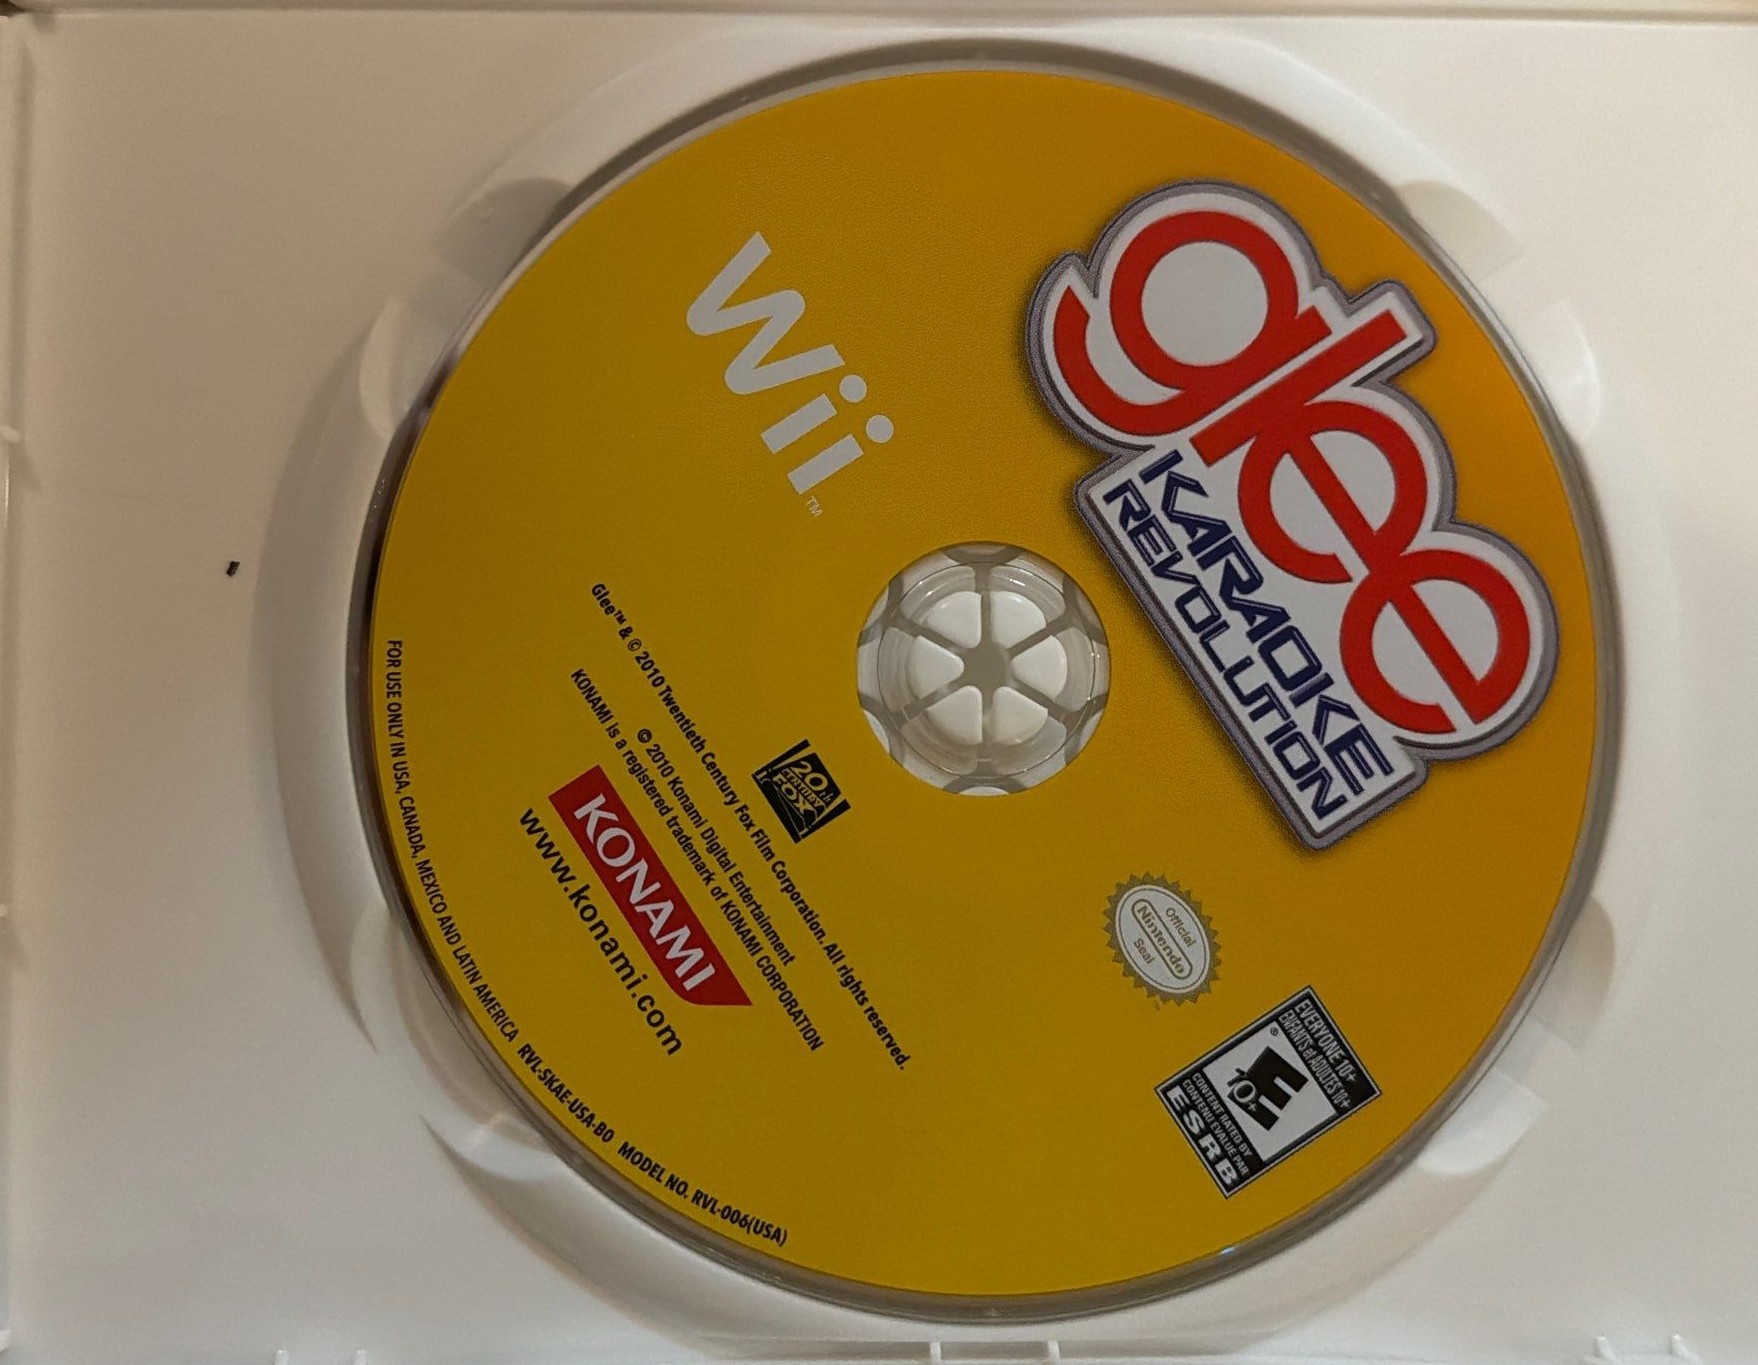 glee
KARAOKE
REVOLUTION
Wii™
Official
Nintendo
Seal
EVERYONE 10+
ENFANTS et ADULTES 10+
E
10+
®
CONTENT RATED BY
CONTENU ÉVALUÉ PAR
ESRB
20th
CENTURY
FOX
Glee™ & © 2010 Twentieth Century Fox Film Corporation. All rights reserved.
© 2010 Konami Digital Entertainment
KONAMI is a registered trademark of KONAMI CORPORATION
KONAMI
www.konami.com
FOR USE ONLY IN USA, CANADA, MEXICO AND LATIN AMERICA RVL-SKAE-USA-B0 MODEL NO. RVL-006(USA)